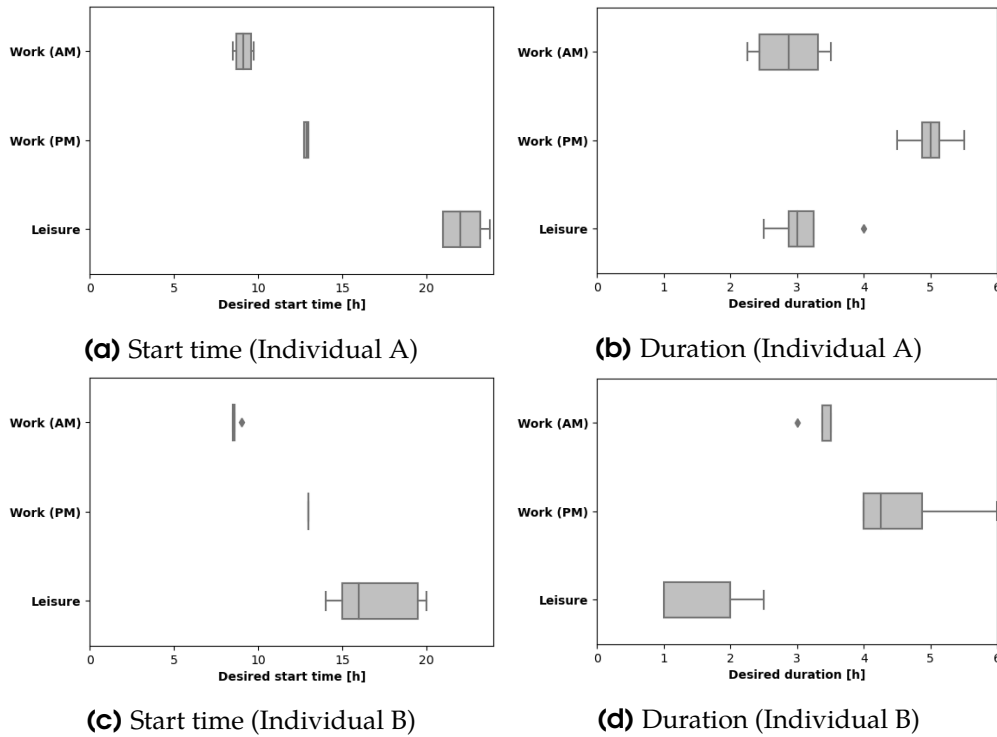 Work (AM)
Work (PM)
Leisure
0 5 10 15 20
Desired start time [h]
(a) Start time (Individual A)
Work (AM)
Work (PM)
Leisure
0 1 2 3 4 5 6
Desired duration [h]
(b) Duration (Individual A)
Work (AM)
Work (PM)
Leisure
0 5 10 15 20
Desired start time [h]
(c) Start time (Individual B)
Work (AM)
Work (PM)
Leisure
0 1 2 3 4 5 6
Desired duration [h]
(d) Duration (Individual B)